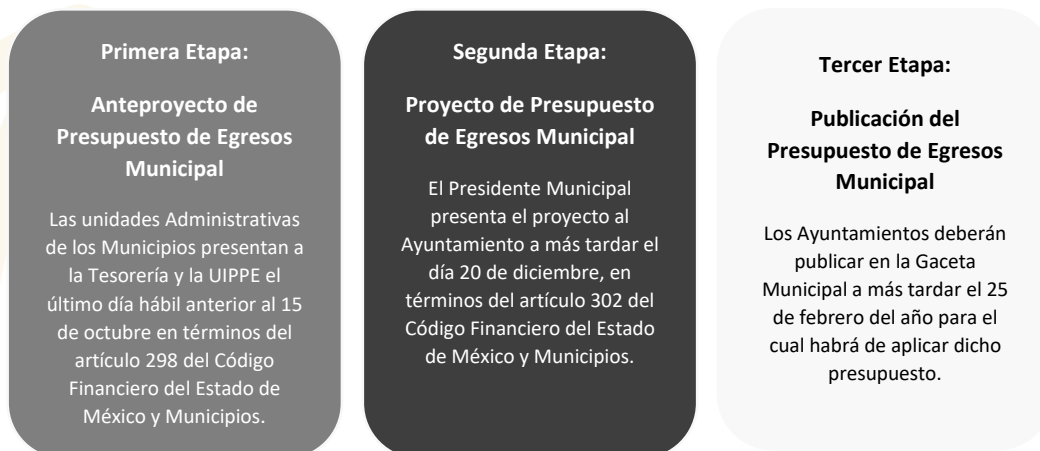 Primera Etapa:
Anteproyecto de
Presupuesto de Egresos
Municipal
Las unidades Administrativas
de los Municipios presentan a
la Tesorería y la UIPPE el
último día hábil anterior al 15
de octubre en términos del
artículo 298 del Código
Financiero del Estado de
México y Municipios.
Segunda Etapa:
Proyecto de Presupuesto
de Egresos Municipal
El Presidente Municipal
presenta el proyecto al
Ayuntamiento a más tardar el
día 20 de diciembre, en
términos del artículo 302 del
Código Financiero del Estado
de México y Municipios.
Tercer Etapa:
Publicación del
Presupuesto de Egresos
Municipal
Los Ayuntamientos deberán
publicar en la Gaceta
Municipal a más tardar el 25
de febrero del año para el
cual habrá de aplicar dicho
presupuesto.